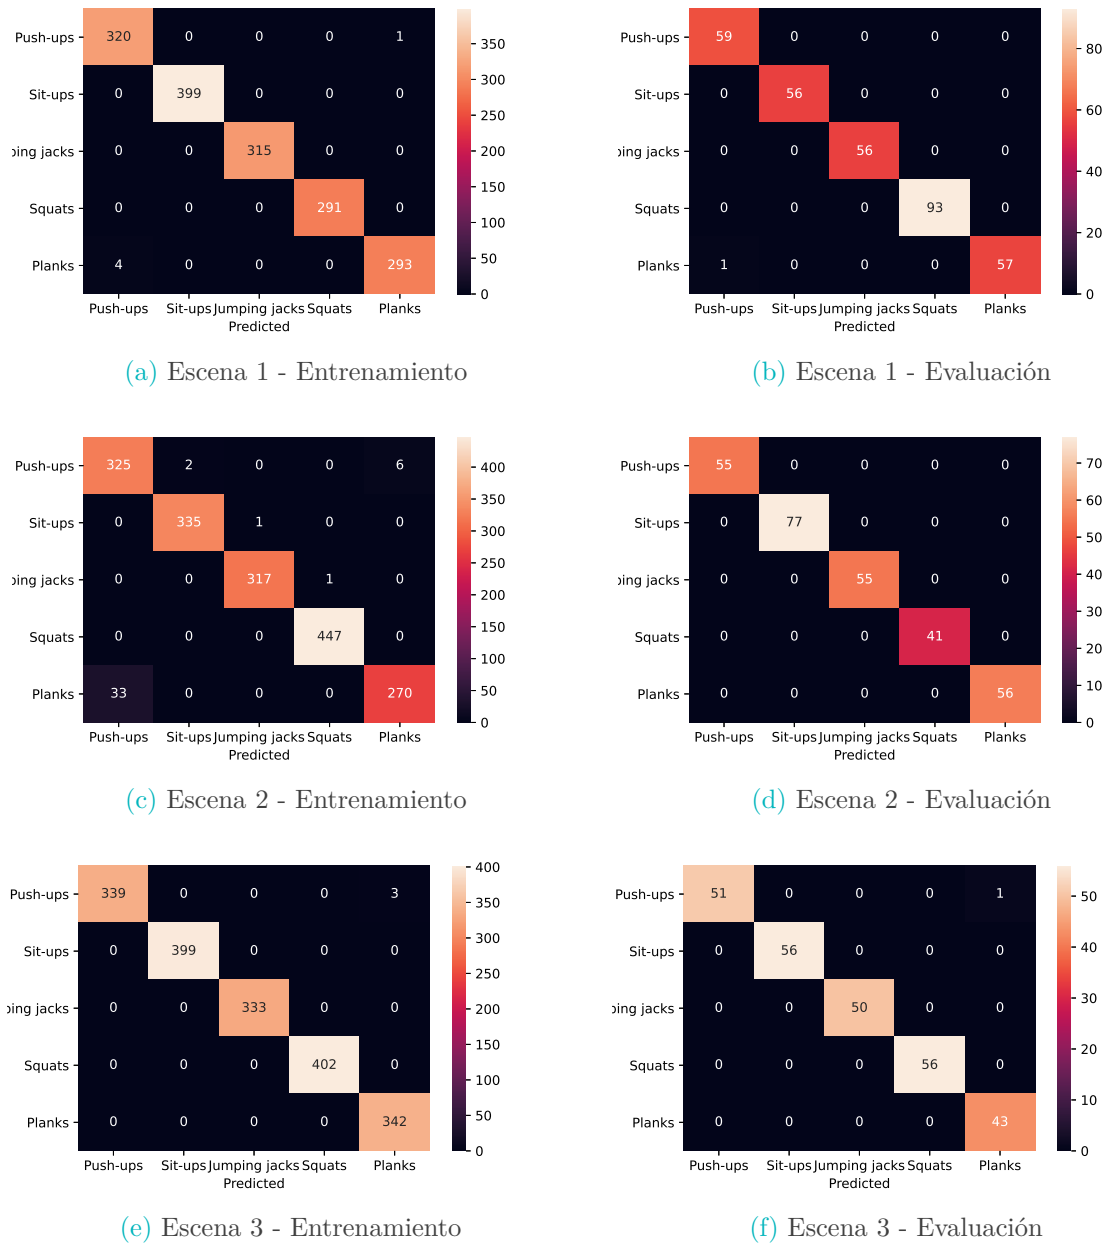 Push-ups 320 0 0 0 1
Sit-ups 0 399 0 0 0
ping jacks 0 0 315 0 0
Squats 0 0 0 291 0
Planks 4 0 0 0 293
Push-ups Sit-ups Jumping jacks Squats Planks
Predicted
350
300
250
200
150
100
50
0
(a) Escena 1 - Entrenamiento
Push-ups 59 0 0 0 0
Sit-ups 0 56 0 0 0
ping jacks 0 0 56 0 0
Squats 0 0 0 93 0
Planks 1 0 0 0 57
Push-ups Sit-ups Jumping jacks Squats Planks
Predicted
80
60
40
20
0
(b) Escena 1 - Evaluación
Push-ups 325 2 0 0 6
Sit-ups 0 335 1 0 0
ping jacks 0 0 317 1 0
Squats 0 0 0 447 0
Planks 33 0 0 0 270
Push-ups Sit-ups Jumping jacks Squats Planks
Predicted
400
350
300
250
200
150
100
50
0
(c) Escena 2 - Entrenamiento
Push-ups 55 0 0 0 0
Sit-ups 0 77 0 0 0
ping jacks 0 0 55 0 0
Squats 0 0 0 41 0
Planks 0 0 0 0 56
Push-ups Sit-ups Jumping jacks Squats Planks
Predicted
70
60
50
40
30
20
10
0
(d) Escena 2 - Evaluación
Push-ups 339 0 0 0 3
Sit-ups 0 399 0 0 0
ping jacks 0 0 333 0 0
Squats 0 0 0 402 0
Planks 0 0 0 0 342
Push-ups Sit-ups Jumping jacks Squats Planks
Predicted
400
350
300
250
200
150
100
50
0
(e) Escena 3 - Entrenamiento
Push-ups 51 0 0 0 1
Sit-ups 0 56 0 0 0
ping jacks 0 0 50 0 0
Squats 0 0 0 56 0
Planks 0 0 0 0 43
Push-ups Sit-ups Jumping jacks Squats Planks
Predicted
50
40
30
20
10
0
(f) Escena 3 - Evaluación